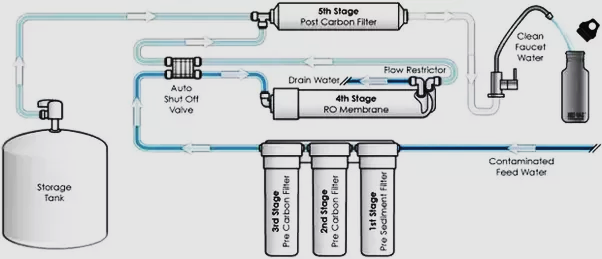 5th Stage
Post Carbon Filter
Clean
Faucet
Water
Flow Restrictor
Drain Water
Auto
Shut Off
Valve
4th Stage
RO Membrane
Contaminated
Feed Water
Storage
Tank
3rd Stage
Pre Carbon Filter
2nd Stage
Pre Carbon Filter
1st Stage
Pre Sediment Filter